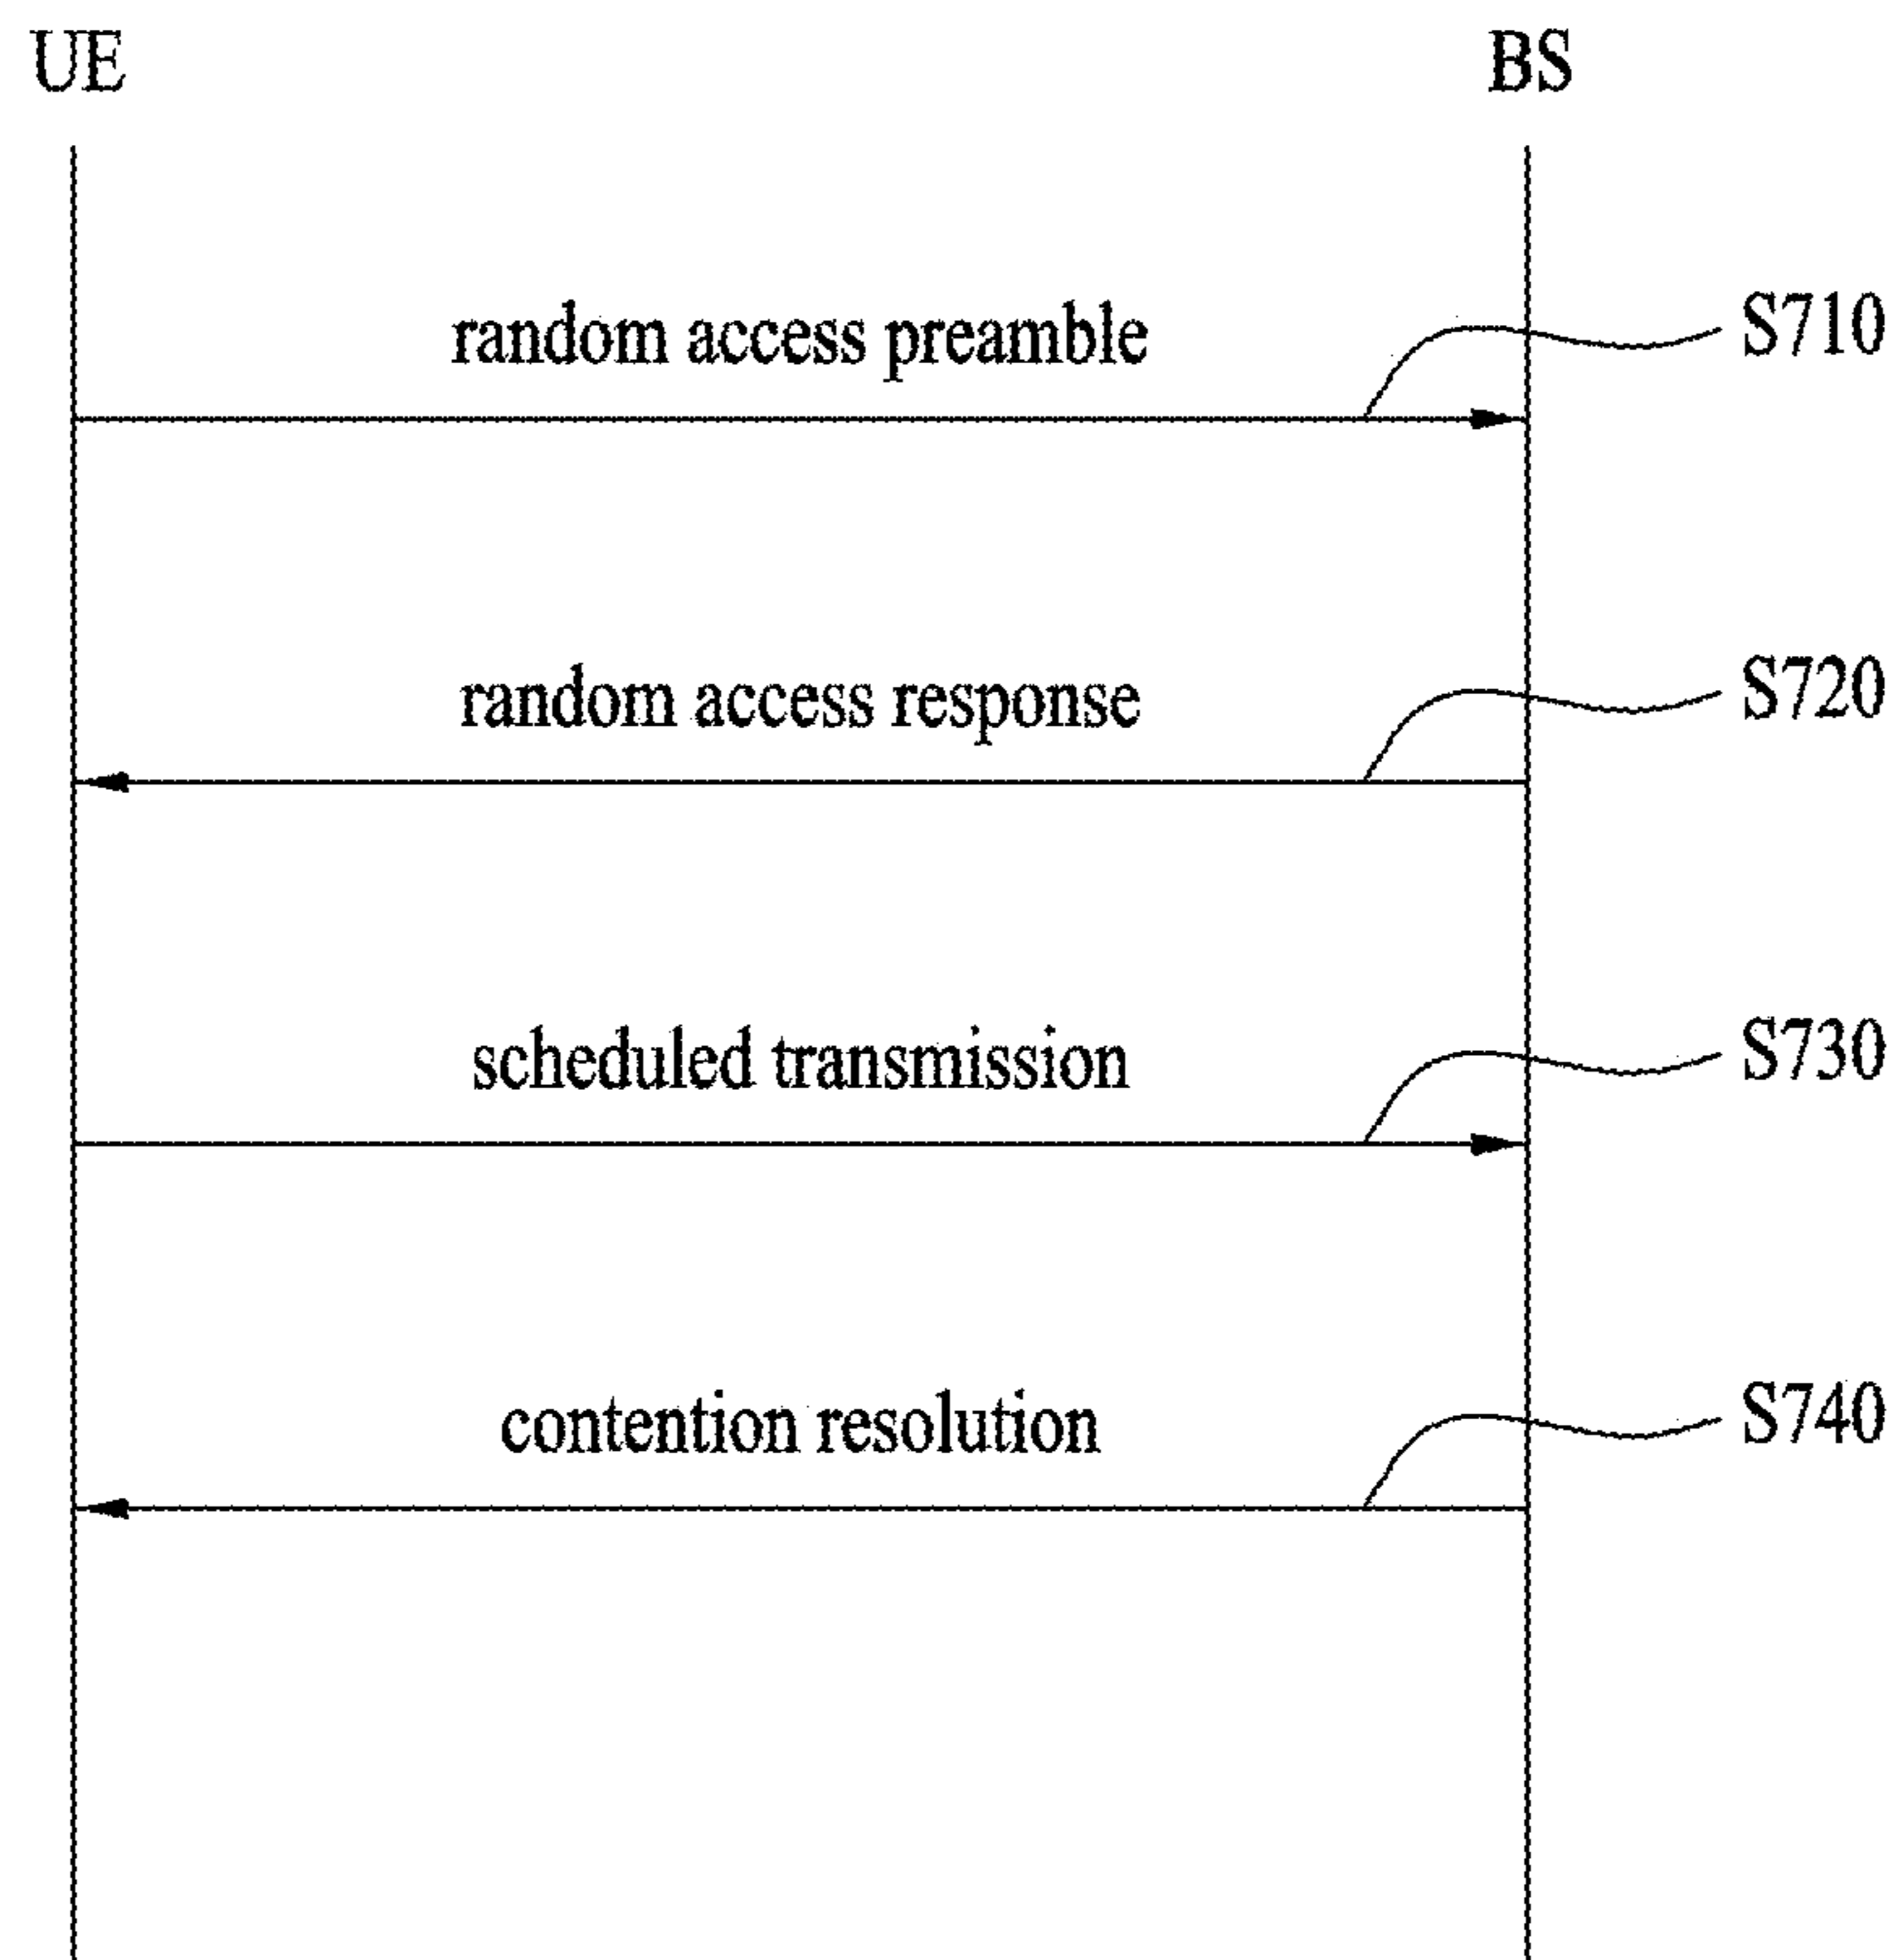 UE BS
random access preamble S710
random access response S720
scheduled transmission S730
contention resolution S740